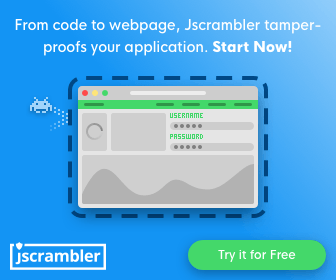 From code to webpage, Jscrambler tamper-
proofs your application. Start Now!
USERNAME
PASSWORD
jscrambler
Try it for Free